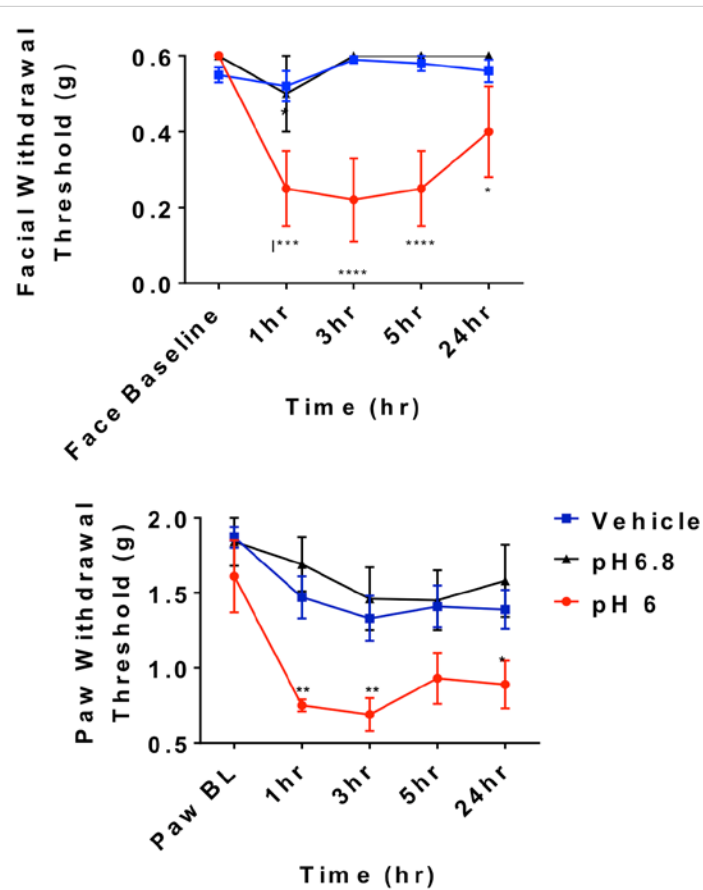 Facial Withdrawal
Threshold (g)
0.6
0.4
0.2
0.0
*
|***
****
****
*
Face Baseline
1hr
3hr
5hr
24hr
Time (hr)
Paw Withdrawal
Threshold (g)
2.0
1.5
1.0
0.5
**
**
*
Paw BL
1hr
3hr
5hr
24hr
Time (hr)
Vehicle
pH6.8
pH 6